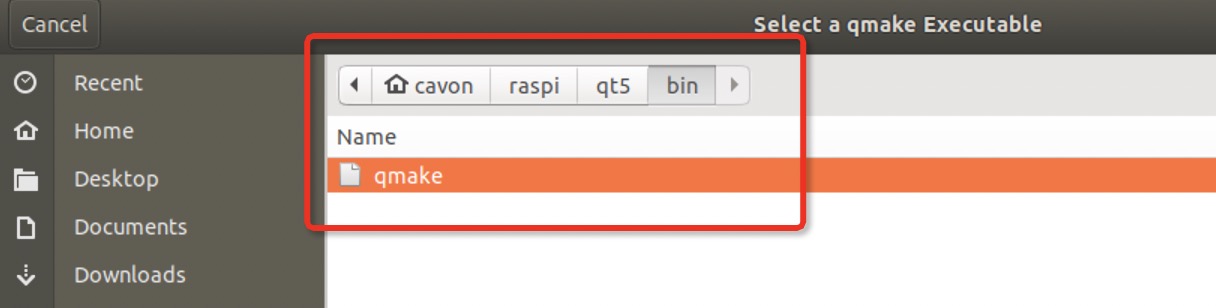 Cancel
Select a qmake Executable
Recent
Home
Desktop
Documents
Downloads
cavon raspi qt5 bin
Name
qmake